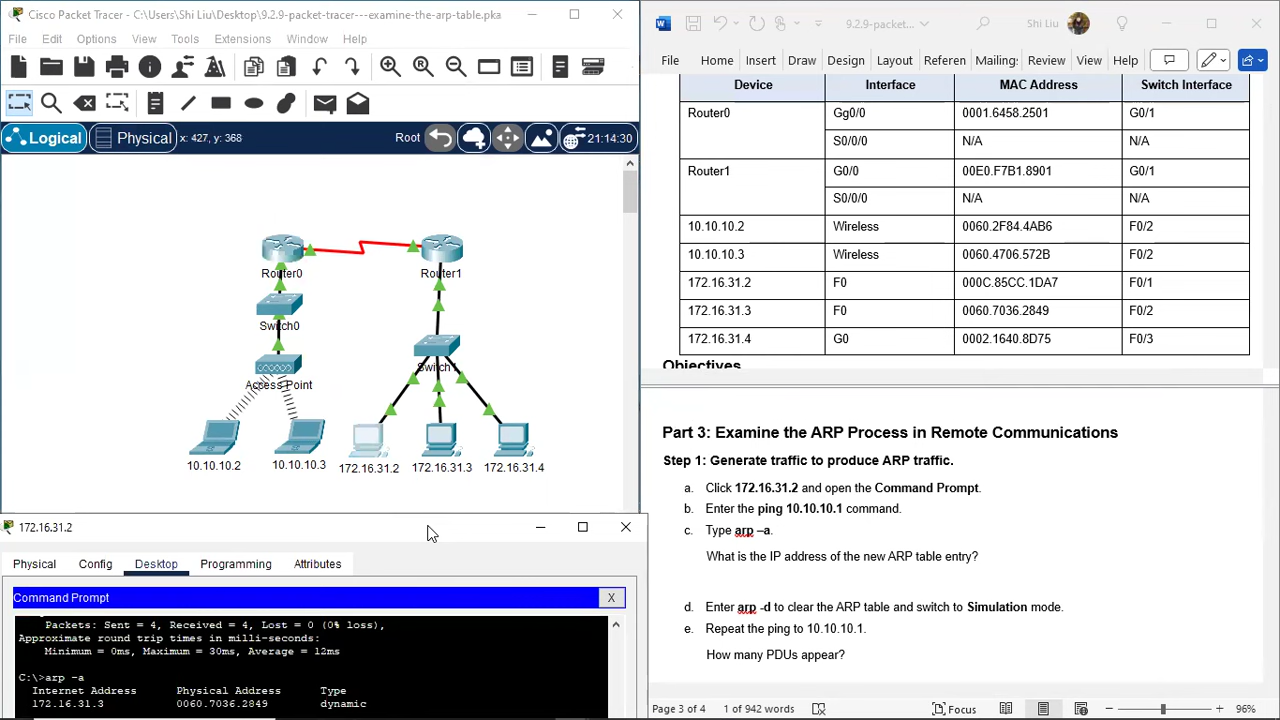 Cisco Packet Tracer - C:\Users\Shi Liu\Desktop\9.2.9-packet-tracer---examine-the-arp-table.pka
File Edit Options View Tools Extensions Window Help
Logical Physical x: 427, y: 368 Root 21:14:30
Router0 Router1
Switch0
Switch1
Access Point
10.10.10.2 10.10.10.3 172.16.31.2 172.16.31.3 172.16.31.4
172.16.31.2
Physical Config Desktop Programming Attributes
Command Prompt X
Packets: Sent = 4, Received = 4, Lost = 0 (0% loss),
Approximate round trip times in milli-seconds:
Minimum = 0ms, Maximum = 30ms, Average = 12ms
C:\>arp -a
Internet Address Physical Address Type
172.16.31.3 0060.7036.2849 dynamic
9.2.9-packet... Shi Liu
File Home Insert Draw Design Layout Referen Mailing: Review View Help
Device Interface MAC Address Switch Interface
Router0 Gg0/0 0001.6458.2501 G0/1
S0/0/0 N/A N/A
Router1 G0/0 00E0.F7B1.8901 G0/1
S0/0/0 N/A N/A
10.10.10.2 Wireless 0060.2F84.4AB6 F0/2
10.10.10.3 Wireless 0060.4706.572B F0/2
172.16.31.2 F0 000C.85CC.1DA7 F0/1
172.16.31.3 F0 0060.7036.2849 F0/2
172.16.31.4 G0 0002.1640.8D75 F0/3
Objectives
Part 3: Examine the ARP Process in Remote Communications
Step 1: Generate traffic to produce ARP traffic.
a. Click 172.16.31.2 and open the Command Prompt.
b. Enter the ping 10.10.10.1 command.
c. Type arp –a.
What is the IP address of the new ARP table entry?
d. Enter arp -d to clear the ARP table and switch to Simulation mode.
e. Repeat the ping to 10.10.10.1.
How many PDUs appear?
Page 3 of 4 1 of 942 words Focus 96%